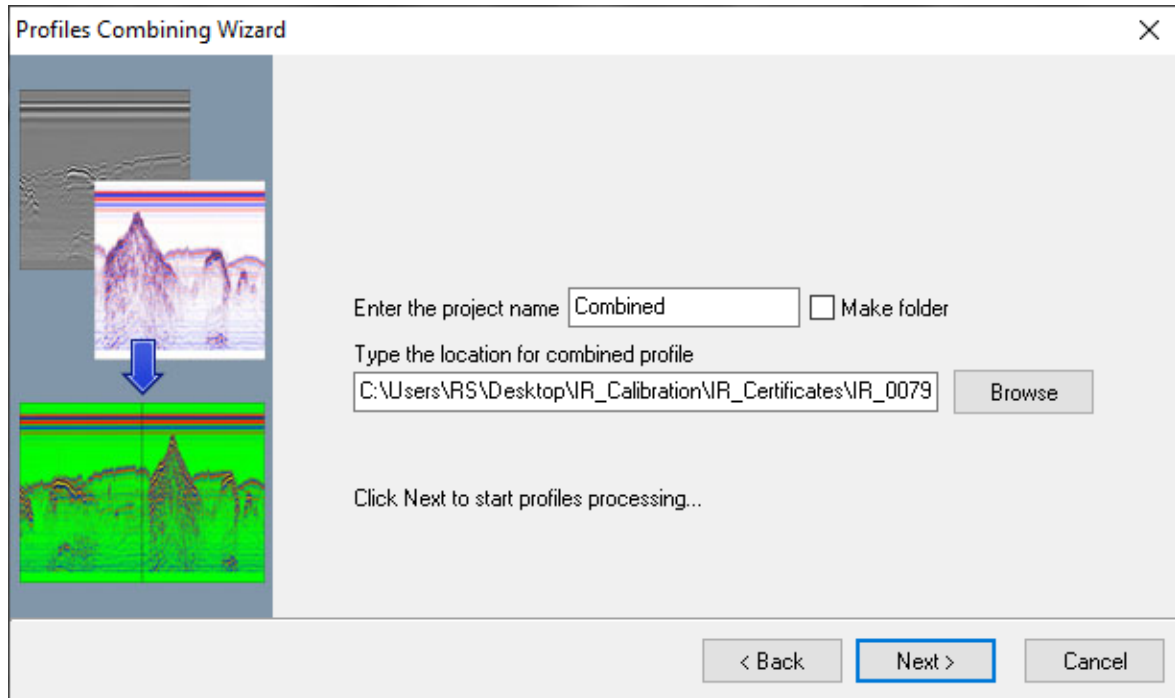 Profiles Combining Wizard
Enter the project name Combined Make folder
Type the location for combined profile
C:\Users\RS\Desktop\IR_Calibration\IR_Certificates\IR_0079 Browse
Click Next to start profiles processing...
< Back Next > Cancel